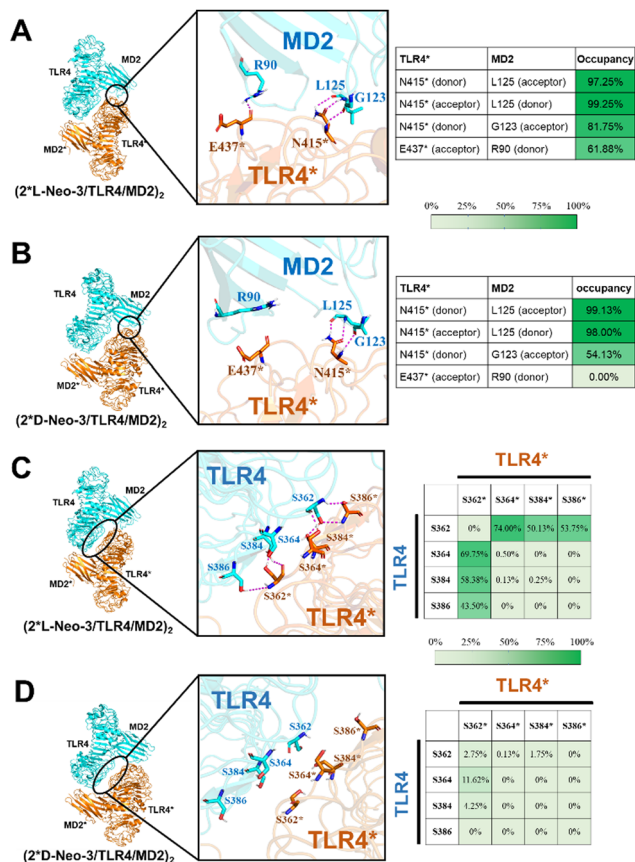 A
TLR4
MD2
MD2*
TLR4*
(2*L-Neo-3/TLR4/MD2)₂
MD2
R90
L125
G123
E437*
N415*
TLR4*
TLR4* MD2 Occupancy
N415* (donor) L125 (acceptor) 97.25%
N415* (acceptor) L125 (donor) 99.25%
N415* (donor) G123 (acceptor) 81.75%
E437* (acceptor) R90 (donor) 61.88%
0% 25% 50% 75% 100%
B
TLR4
MD2
MD2*
TLR4*
(2*D-Neo-3/TLR4/MD2)₂
MD2
R90
L125
G123
E437*
N415*
TLR4*
TLR4* MD2 occupancy
N415* (donor) L125 (acceptor) 99.13%
N415* (acceptor) L125 (donor) 98.00%
N415* (donor) G123 (acceptor) 54.13%
E437* (acceptor) R90 (donor) 0.00%
C
TLR4
MD2
MD2*
TLR4*
(2*L-Neo-3/TLR4/MD2)₂
TLR4
S362
S386*
S384
S364
S384*
S364*
S386
S362*
TLR4*
TLR4*
S362* S364* S384* S386*
TLR4
S362 0% 74.00% 50.13% 53.75%
S364 69.75% 0.50% 0% 0%
S384 58.38% 0.13% 0.25% 0%
S386 43.50% 0% 0% 0%
0% 25% 50% 75% 100%
D
TLR4
MD2
MD2*
TLR4*
(2*D-Neo-3/TLR4/MD2)₂
TLR4
S362
S386*
S384*
S364
S384*
S364*
S386
S362*
TLR4*
TLR4*
S362* S364* S384* S386*
TLR4
S362 2.75% 0.13% 1.75% 0%
S364 11.62% 0% 0% 0%
S384 4.25% 0% 0% 0%
S386 0% 0% 0% 0%